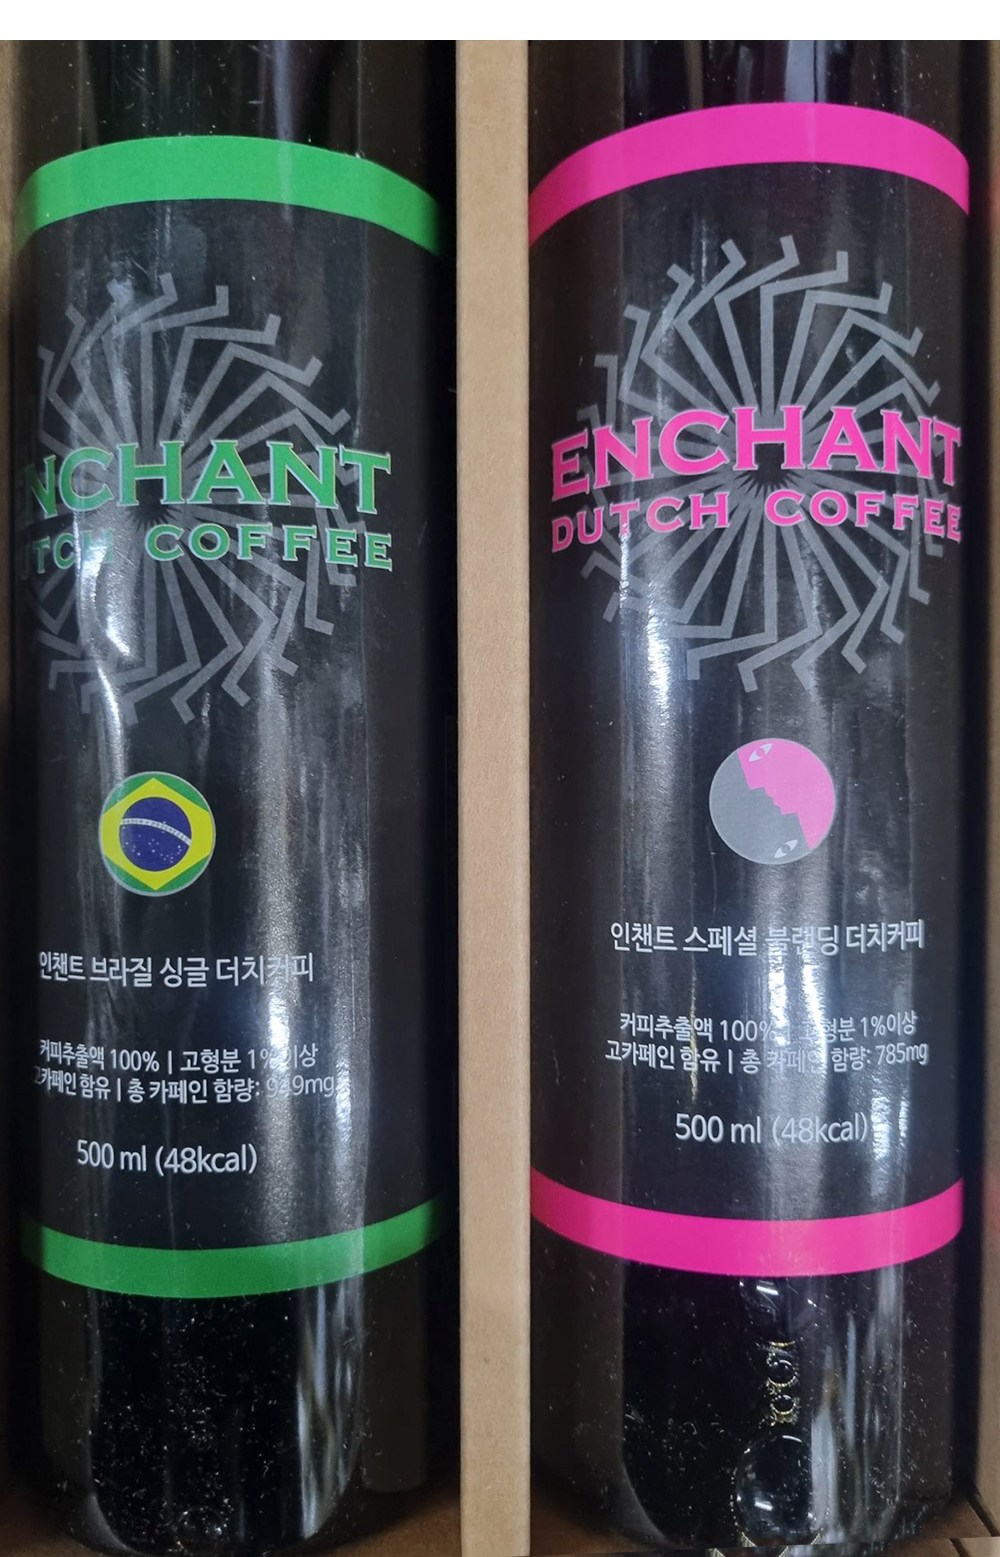 ENCHANT
DUTCH COFFEE
인챈트 브라질 싱글 더치커피
커피추출액 100% | 고형분 1%이상
고카페인 함유 | 총 카페인 함량:
500 ml (48kcal)
ENCHANT
DUTCH COFFEE
인챈트 스페셜 블렌딩 더치커피
커피추출액 100% | 고형분 1%이상
고카페인 함유 | 총 카페인 함량: 785mg
500 ml (48kcal)